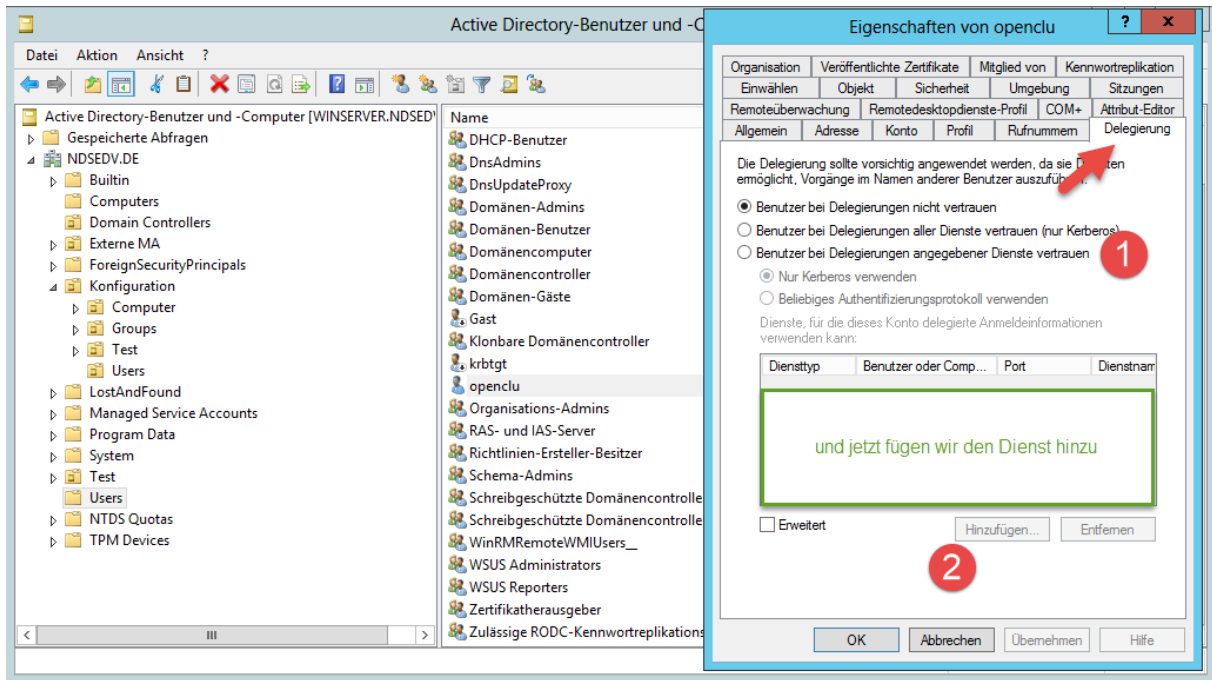 Active Directory-Benutzer und -C
Datei Aktion Ansicht ?
Active Directory-Benutzer und -Computer [WINSERVER.NDSED
Gespeicherte Abfragen
NDSEDV.DE
Builtin
Computers
Domain Controllers
Externe MA
ForeignSecurityPrincipals
Konfiguration
Computer
Groups
Test
Users
LostAndFound
Managed Service Accounts
Program Data
System
Test
Users
NTDS Quotas
TPM Devices
Name
DHCP-Benutzer
DnsAdmins
DnsUpdateProxy
Domänen-Admins
Domänen-Benutzer
Domänencomputer
Domänencontroller
Domänen-Gäste
Gast
Klonbare Domänencontroller
krbtgt
openclu
Organisations-Admins
RAS- und IAS-Server
Richtlinien-Ersteller-Besitzer
Schema-Admins
Schreibgeschützte Domänencontrolle
Schreibgeschützte Domänencontrolle
WinRMRemoteWMIUsers__
WSUS Administrators
WSUS Reporters
Zertifikatherausgeber
Zulässige RODC-Kennwortreplikations
Eigenschaften von openclu ? x
Organisation Veröffentlichte Zertifikate Mitglied von Kennwortreplikation
Einwählen Objekt Sicherheit Umgebung Sitzungen
Remoteüberwachung Remotedesktopdienste-Profil COM+ Attribut-Editor
Allgemein Adresse Konto Profil Rufnummern Delegierung
Die Delegierung sollte vorsichtig angewendet werden, da sie
ermöglicht, Vorgänge im Namen anderer Benutzer
Benutzer bei Delegierungen nicht vertrauen
Benutzer bei Delegierungen aller Dienste vertrauen (nur Kerberos)
Benutzer bei Delegierungen angegebener Dienste vertrauen
1
Nur Kerberos verwenden
Beliebiges Authentifizierungsprotokoll verwenden
Dienste, für die dieses Konto delegierte Anmeldeinformationen
verwenden kann:
Diensttyp Benutzer oder Comp... Port Dienstnam
und jetzt fügen wir den Dienst hinzu
Erweitert Hinzufügen... Entfernen
2
OK Abbrechen Übernehmen Hilfe